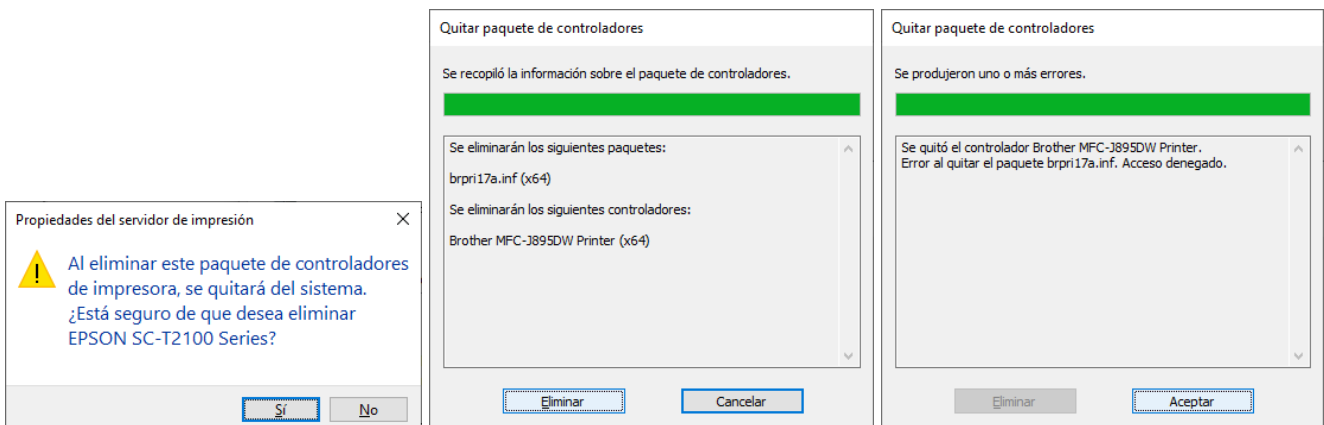 Propiedades del servidor de impresión
Al eliminar este paquete de controladores
de impresora, se quitará del sistema.
¿Está seguro de que desea eliminar
EPSON SC-T2100 Series?
Sí
No
Quitar paquete de controladores
Se recopiló la información sobre el paquete de controladores.
Se eliminarán los siguientes paquetes:
brpri17a.inf (x64)
Se eliminarán los siguientes controladores:
Brother MFC-J895DW Printer (x64)
Eliminar
Cancelar
Quitar paquete de controladores
Se produjeron uno o más errores.
Se quitó el controlador Brother MFC-J895DW Printer.
Error al quitar el paquete brpri17a.inf. Acceso denegado.
Eliminar
Aceptar